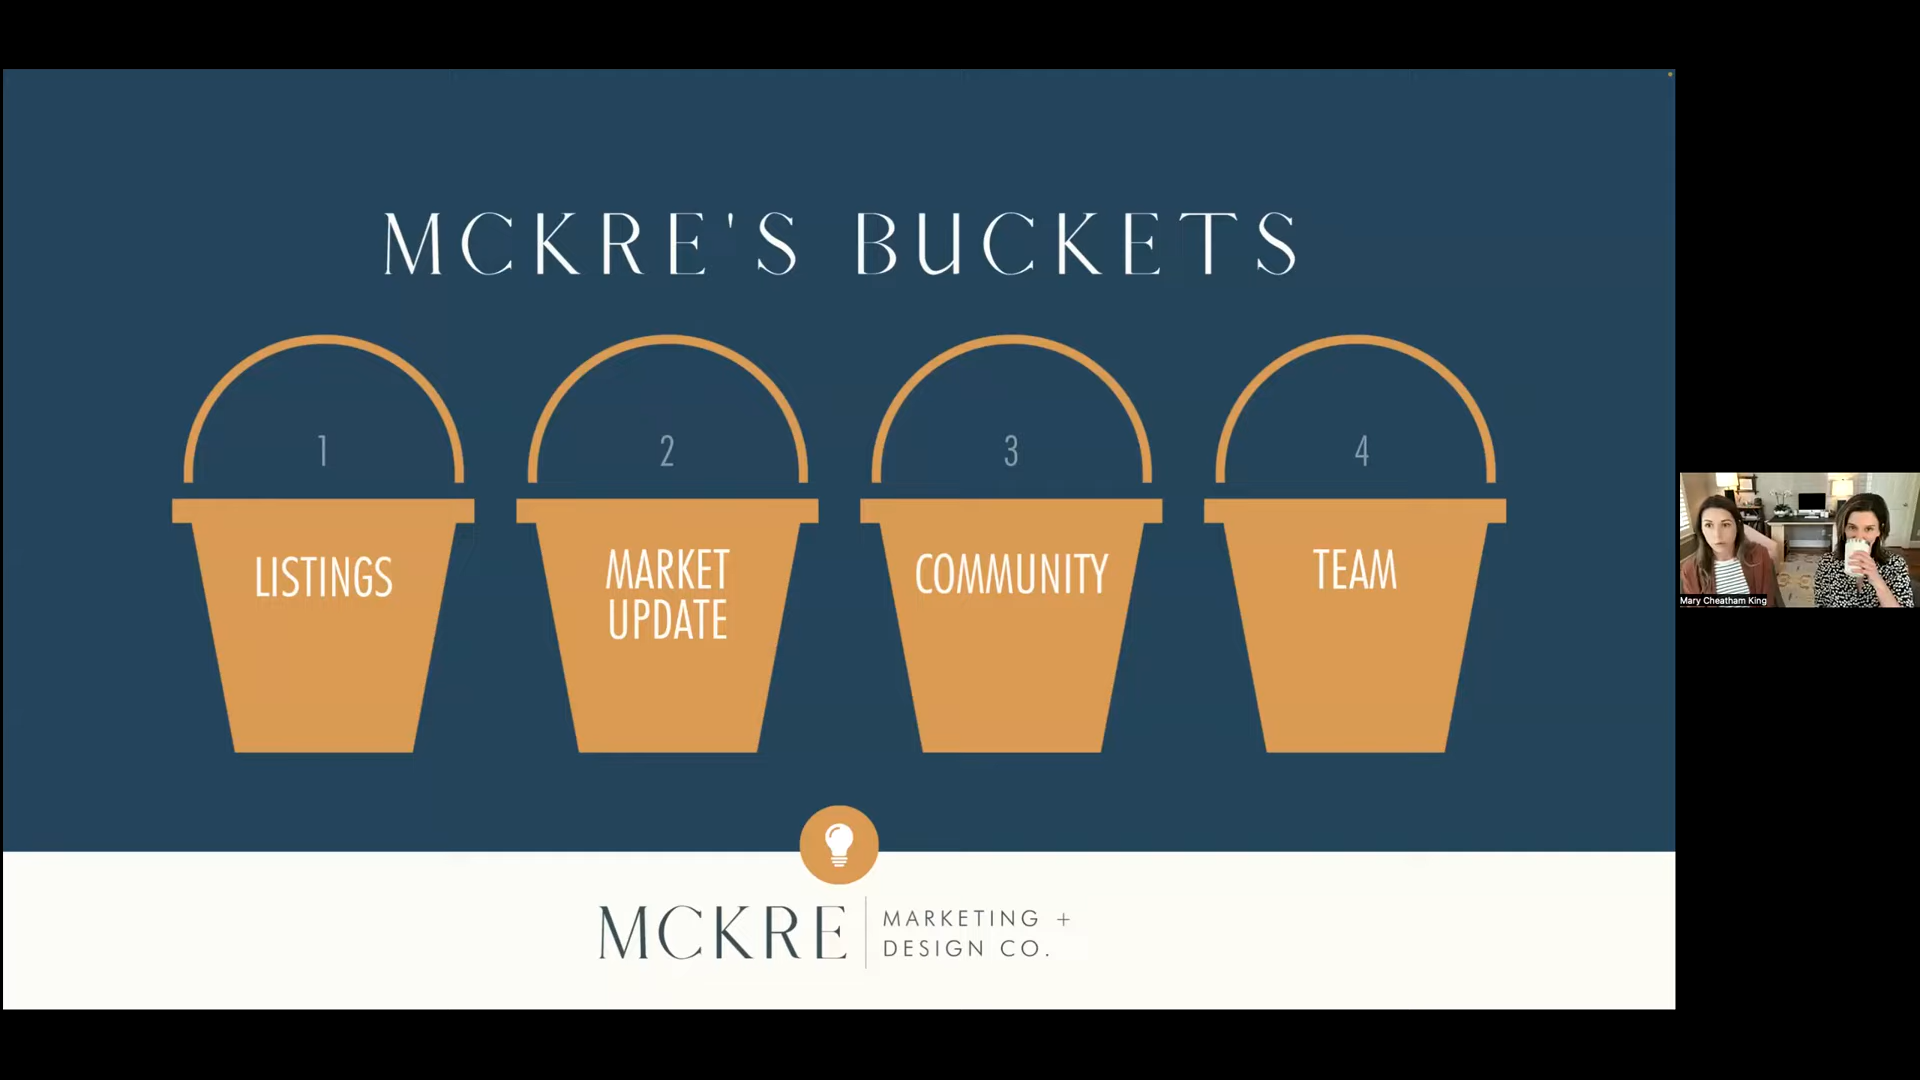 MCKRE'S BUCKETS
1
2
3
4
LISTINGS
MARKET
UPDATE
COMMUNITY
TEAM
MCKRE
MARKETING +
DESIGN CO.
Mary Cheatham King